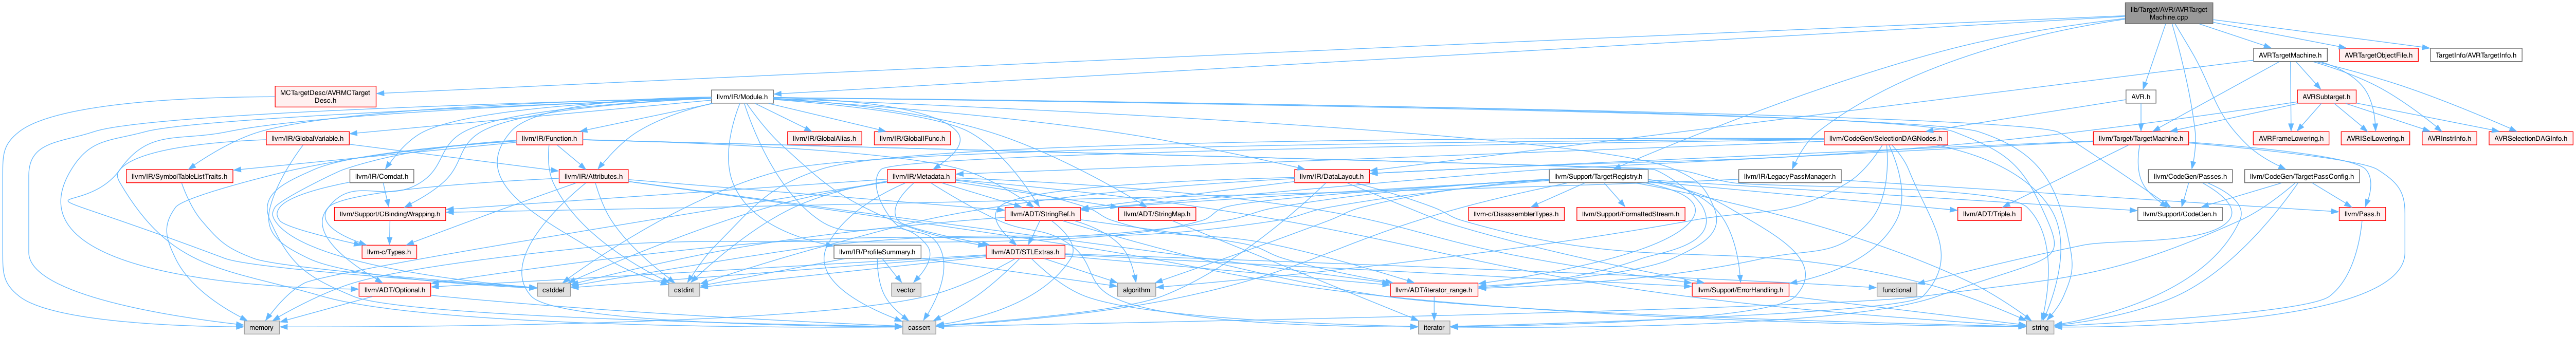 lib/Target/AVR/AVRTarget
Machine.cpp
AVRTargetMachine.h
AVRTargetObjectFile.h
TargetInfo/AVRTargetInfo.h
MCTargetDesc/AVRMCTarget
Desc.h
llvm/IR/Module.h
AVR.h
AVRSubtarget.h
llvm/IR/GlobalVariable.h
llvm/IR/Function.h
llvm/IR/GlobalAlias.h
llvm/IR/GlobalIFunc.h
llvm/CodeGen/SelectionDAGNodes.h
llvm/Target/TargetMachine.h
AVRFrameLowering.h
AVRISelLowering.h
AVRInstrInfo.h
AVRSelectionDAGInfo.h
llvm/IR/SymbolTableListTraits.h
llvm/IR/Comdat.h
llvm/IR/Attributes.h
llvm/IR/Metadata.h
llvm/IR/DataLayout.h
llvm/Support/TargetRegistry.h
llvm/IR/LegacyPassManager.h
llvm/CodeGen/Passes.h
llvm/CodeGen/TargetPassConfig.h
llvm/Support/CBindingWrapping.h
llvm/ADT/StringRef.h
llvm/ADT/StringMap.h
llvm-c/DisassemblerTypes.h
llvm/Support/FormattedStream.h
llvm/ADT/Triple.h
llvm/Support/CodeGen.h
llvm/Pass.h
llvm-c/Types.h
llvm/IR/ProfileSummary.h
llvm/ADT/STLExtras.h
llvm/ADT/Optional.h
cstddef
cstdint
vector
algorithm
llvm/ADT/iterator_range.h
llvm/Support/ErrorHandling.h
functional
memory
cassert
iterator
string